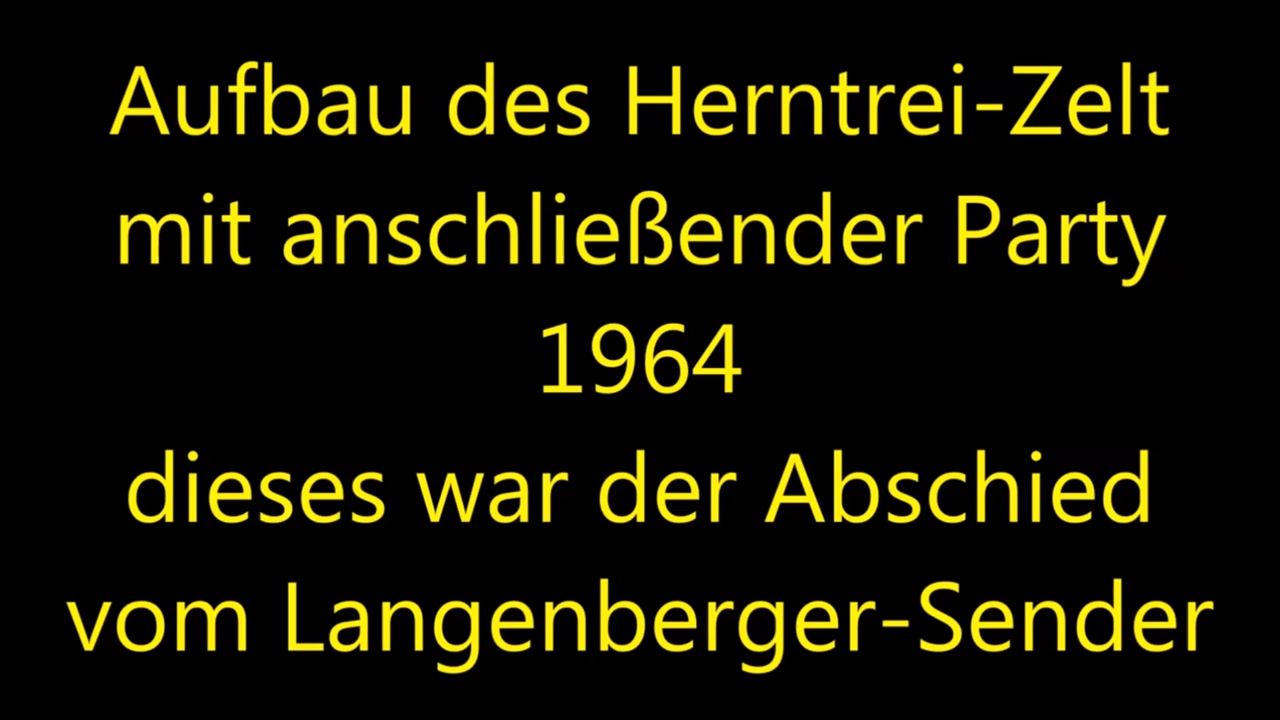 Aufbau des Herntrei-Zelt
mit anschließender Party
1964
dieses war der Abschied
vom Langenberger-Sender